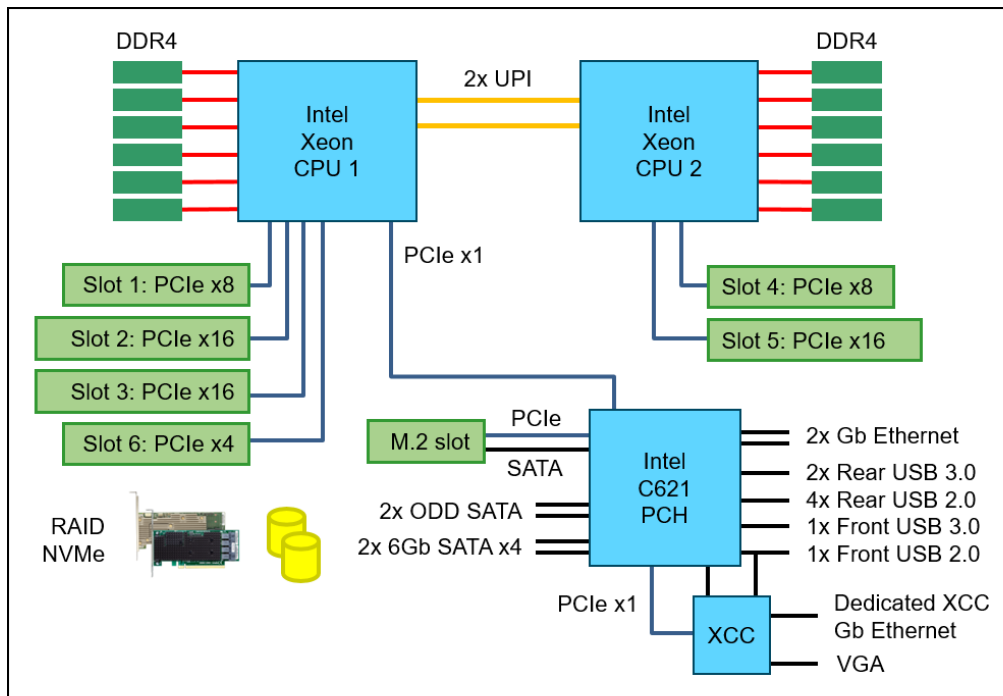 DDR4
DDR4
2x UPI
Intel
Xeon
CPU 1
Intel
Xeon
CPU 2
PCIe x1
Slot 1: PCIe x8
Slot 2: PCIe x16
Slot 3: PCIe x16
Slot 6: PCIe x4
Slot 4: PCIe x8
Slot 5: PCIe x16
M.2 slot
PCIe
SATA
Intel
C621
PCH
2x Gb Ethernet
2x Rear USB 3.0
4x Rear USB 2.0
1x Front USB 3.0
1x Front USB 2.0
RAID
NVMe
2x ODD SATA
2x 6Gb SATA x4
PCIe x1
XCC
Dedicated XCC
Gb Ethernet
VGA